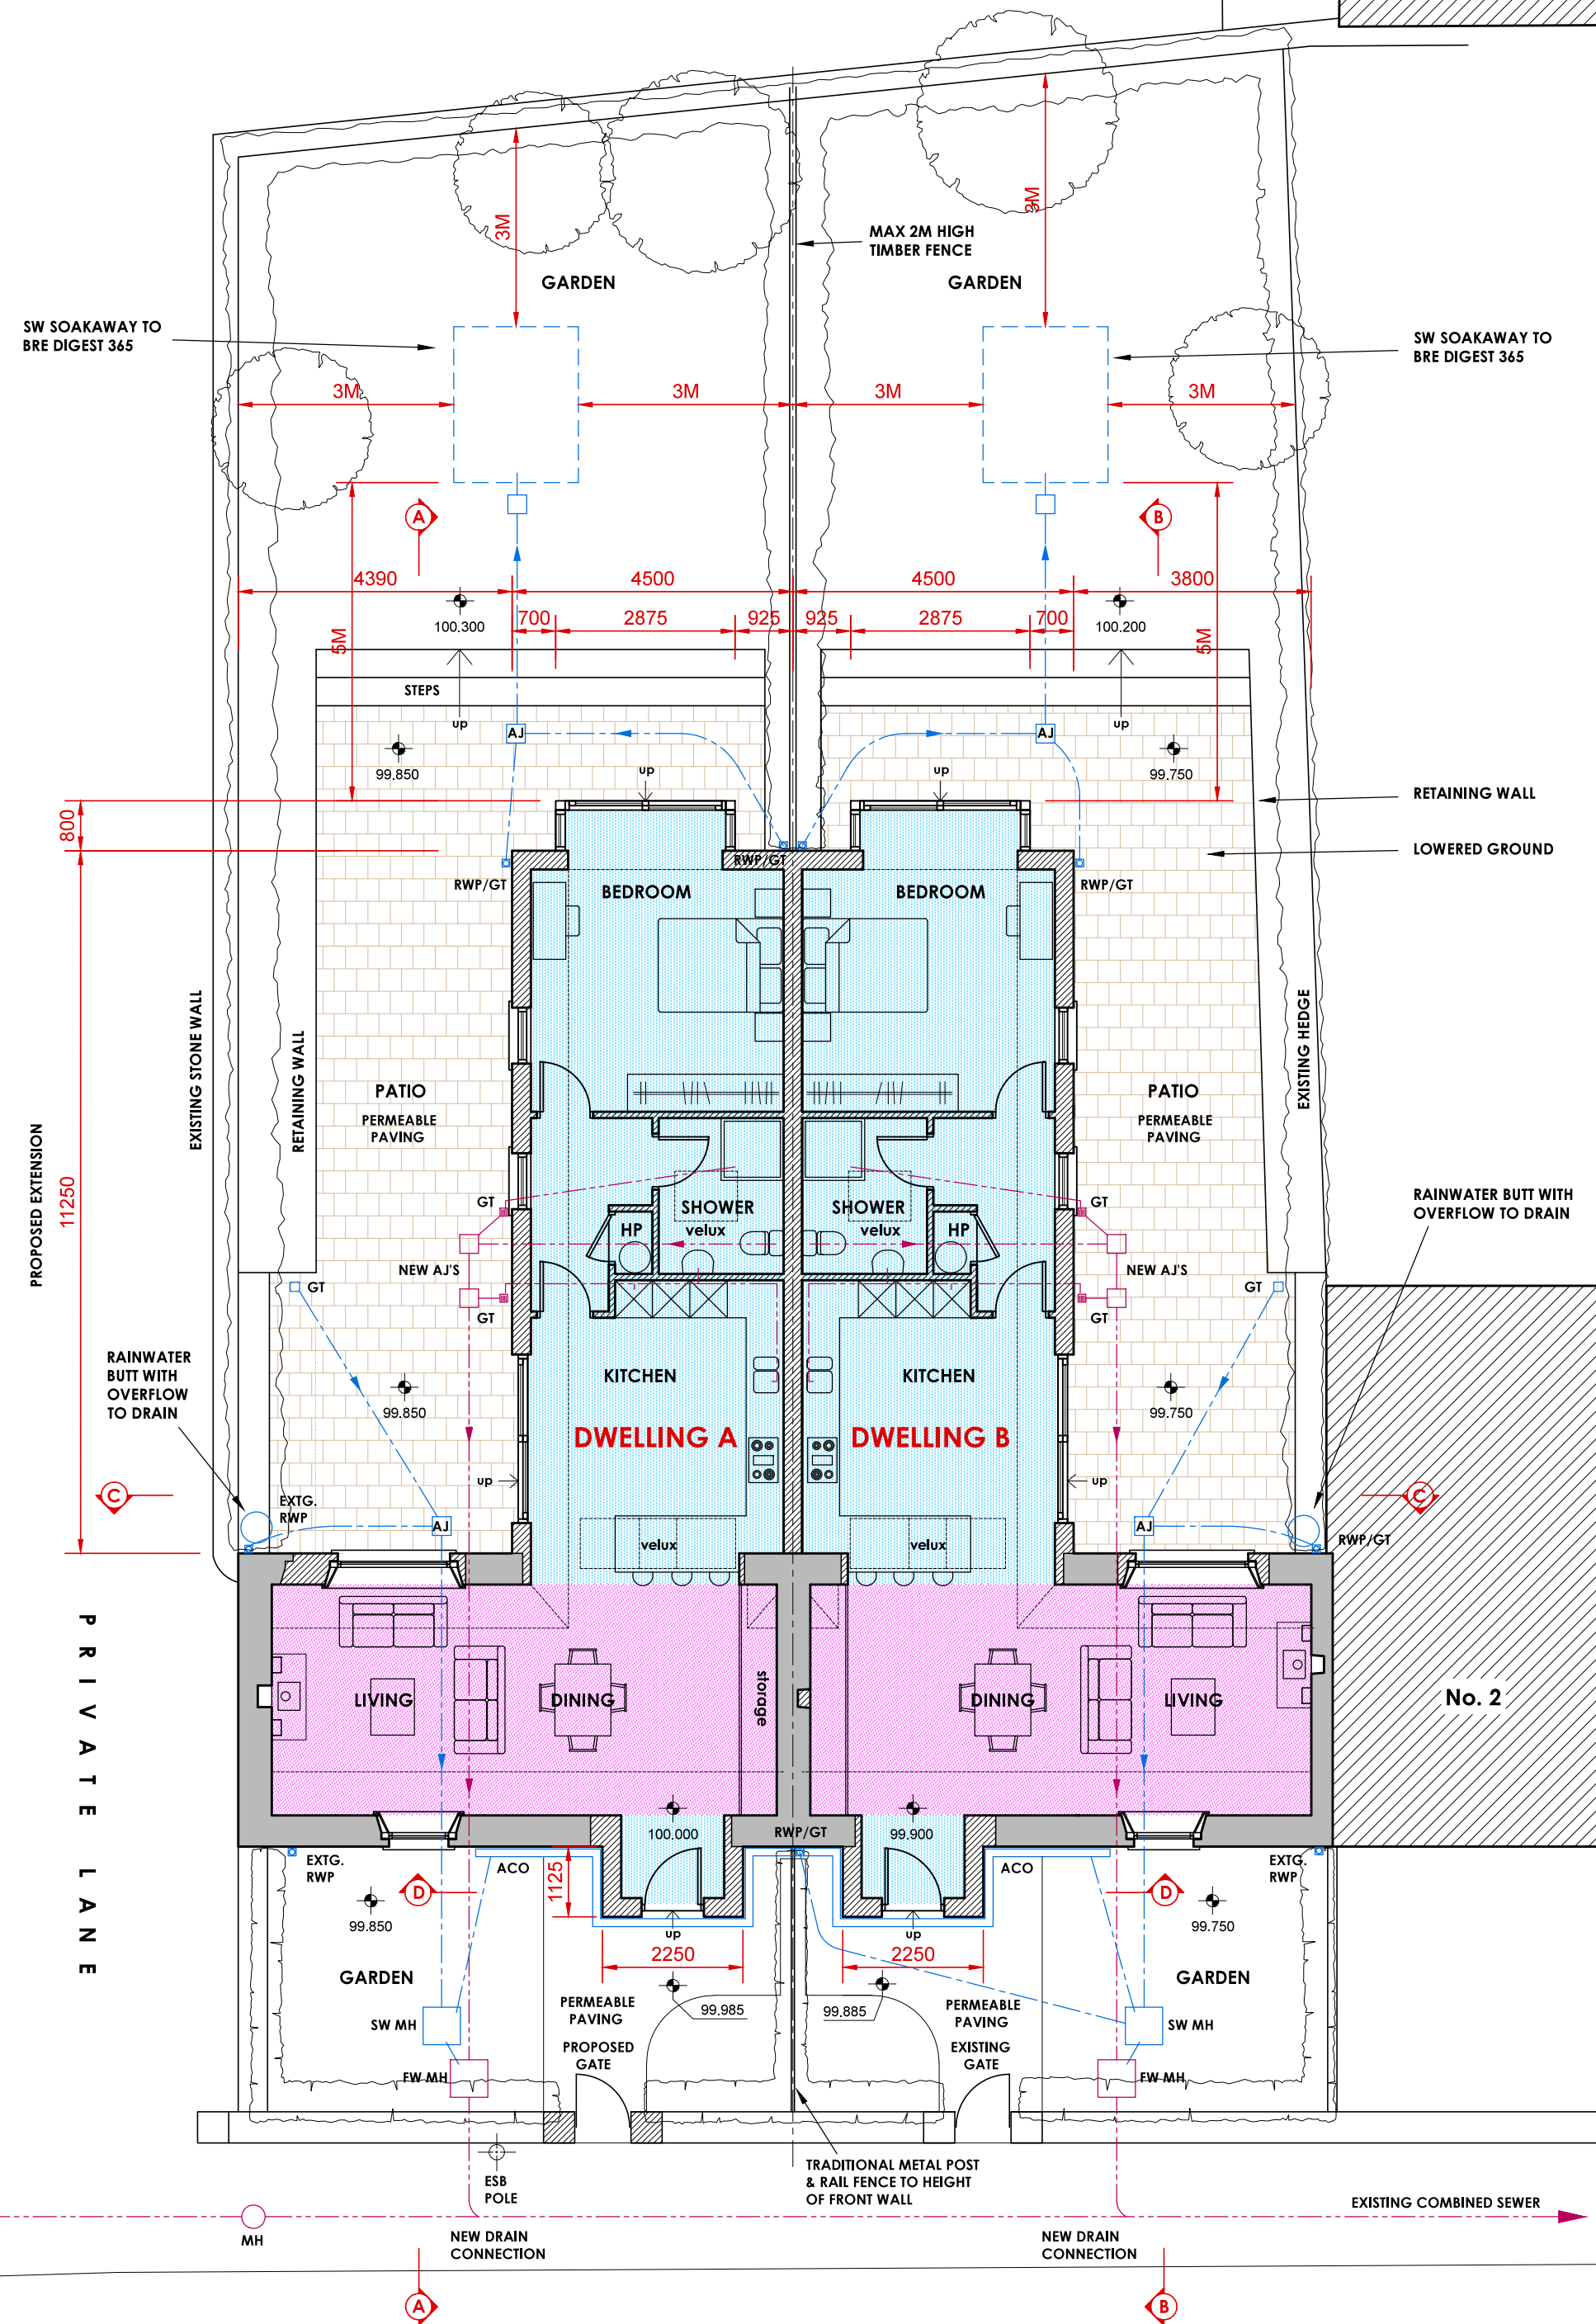 3M
3M
MAX 2M HIGH
TIMBER FENCE
GARDEN
GARDEN
SW SOAKAWAY TO
BRE DIGEST 365
SW SOAKAWAY TO
BRE DIGEST 365
3M
3M
3M
3M
A
B
4390
4500
4500
3800
700
2875
925
925
2875
700
100.300
100.200
5M
5M
STEPS
up
up
AJ
AJ
99.850
99.750
up
up
RETAINING WALL
800
LOWERED GROUND
RWP/GT
RWP/GT
RWP/GT
BEDROOM
BEDROOM
EXISTING STONE WALL
RETAINING WALL
EXISTING HEDGE
PATIO
PERMEABLE
PAVING
PATIO
PERMEABLE
PAVING
PROPOSED EXTENSION
11250
GT
GT
SHOWER
velux
SHOWER
velux
HP
HP
RAINWATER BUTT WITH
OVERFLOW TO DRAIN
NEW AJ'S
NEW AJ'S
GT
GT
GT
GT
RAINWATER
BUTT WITH
OVERFLOW
TO DRAIN
KITCHEN
KITCHEN
99.850
99.750
DWELLING A
DWELLING B
up
up
C
C
EXTG.
RWP
AJ
AJ
RWP/GT
velux
velux
PRIVATE LANE
LIVING
DINING
storage
DINING
LIVING
No. 2
100.000
RWP/GT
99.900
EXTG.
RWP
ACO
1125
ACO
EXTG.
RWP
D
D
99.850
99.750
up
up
2250
2250
GARDEN
GARDEN
99.985
99.885
PERMEABLE
PAVING
PERMEABLE
PAVING
SW MH
SW MH
PROPOSED
GATE
EXISTING
GATE
FW MH
FW MH
ESB
POLE
TRADITIONAL METAL POST
& RAIL FENCE TO HEIGHT
OF FRONT WALL
EXISTING COMBINED SEWER
MH
NEW DRAIN
CONNECTION
NEW DRAIN
CONNECTION
A
B